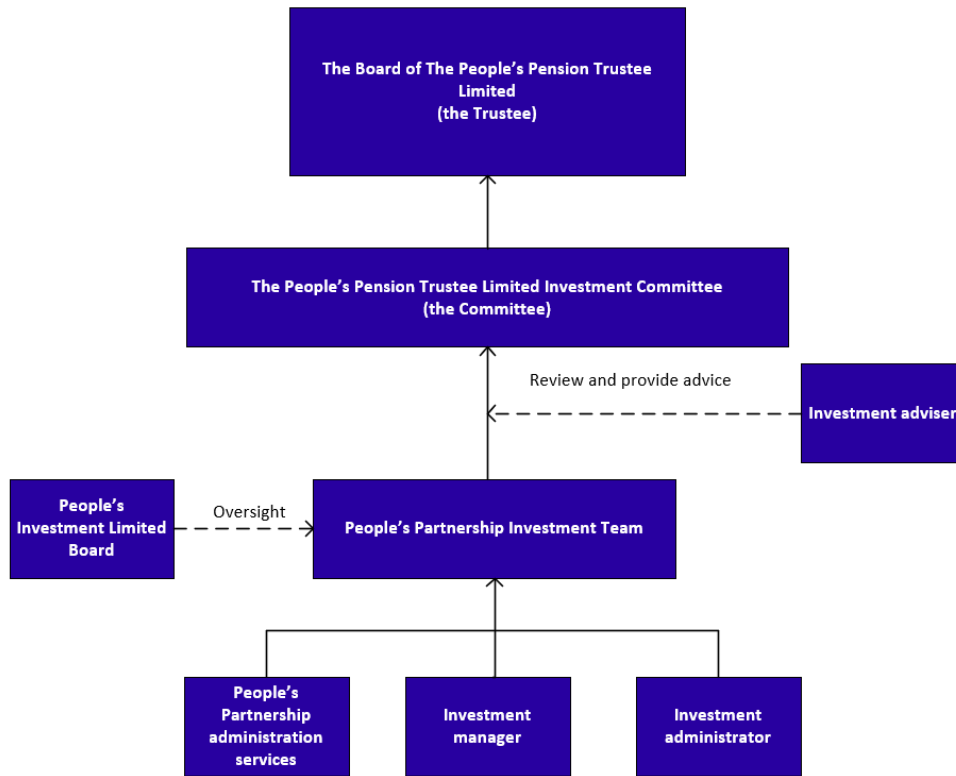 The Board of The People’s Pension Trustee
Limited
(the Trustee)
The People’s Pension Trustee Limited Investment Committee
(the Committee)
Review and provide advice
Investment adviser
People’s
Investment Limited
Board
Oversight
People’s Partnership Investment Team
People’s
Partnership
administration
services
Investment
manager
Investment
administrator